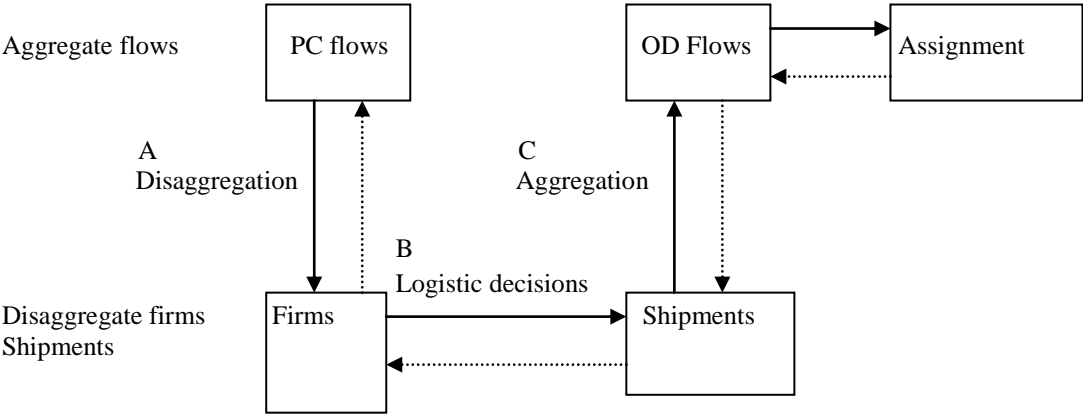 Aggregate flows
PC flows
OD Flows
Assignment
A
Disaggregation
C
Aggregation
B
Logistic decisions
Disaggregate firms
Shipments
Firms
Shipments